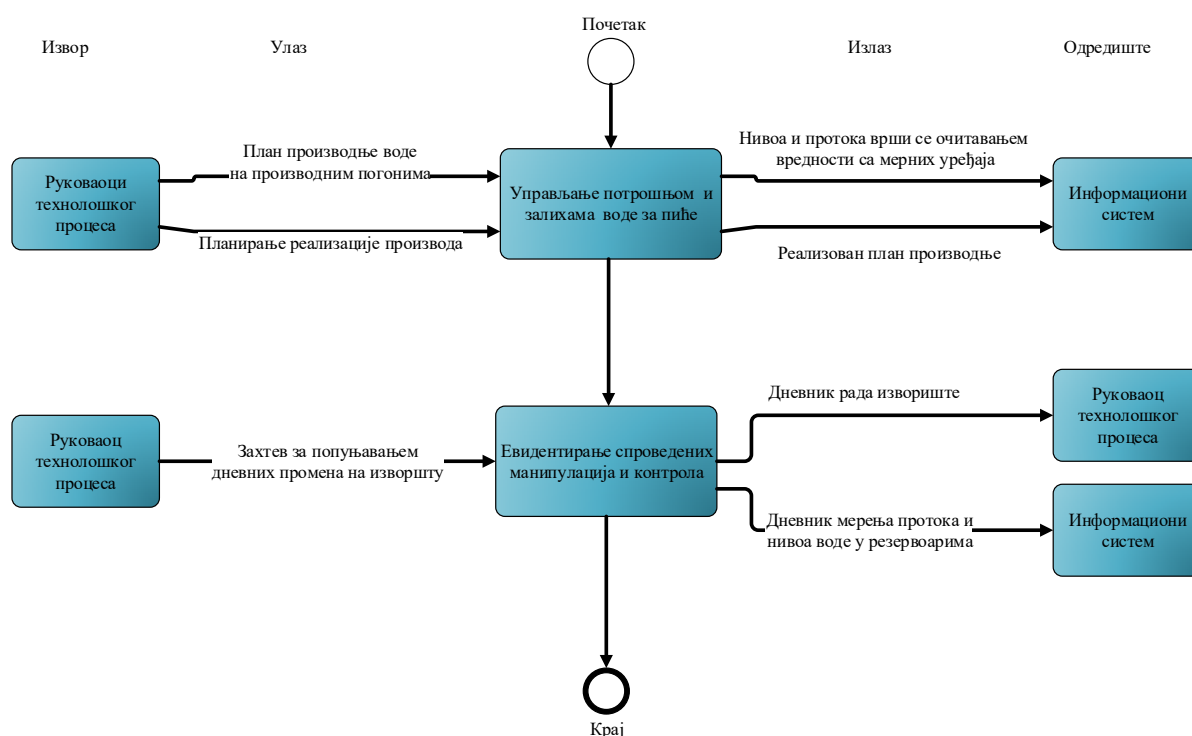 Почетак
Извор
Улаз
Излаз
Одредиште
Руковаоци
технолошког
процеса
План производње воде
на производним погонима
Планирање реализације производа
Управљање потрошњом и
залихама воде за пиће
Нивоа и протока врши се очитавањем
вредности са мерних уређаја
Реализован план производње
Информациони
систем
Руковаоц
технолошког
процеса
Захтев за попуњавањем
дневних промена на изворшту
Евидентирање спроведених
манипулација и контрола
Дневник рада извориште
Руковаоц
технолошког
процеса
Дневник мерења протока и
нивоа воде у резервоарима
Информациони
систем
Крај